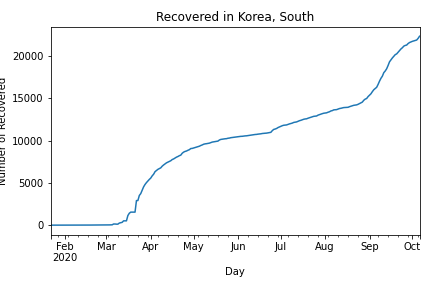 Recovered in Korea, South
Number of Recovered
20000
15000
10000
5000
0
Feb Mar Apr May Jun Jul Aug Sep Oct
2020
Day